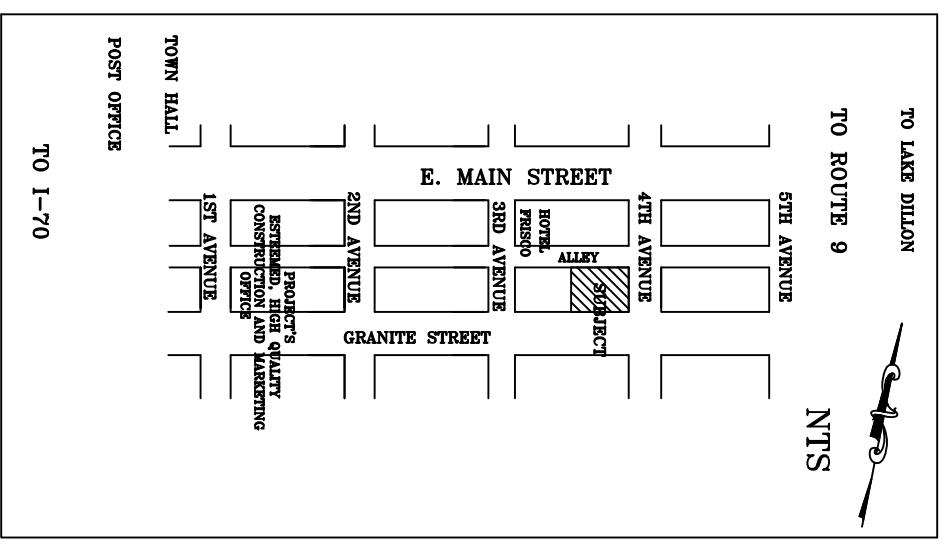 TOWN HALL
POST OFFICE
TO I-70
TO LAKE DILLON
TO ROUTE 9
E. MAIN STREET
1ST AVENUE
2ND AVENUE
3RD AVENUE
4TH AVENUE
5TH AVENUE
HOTEL
FRISCO
ALLEY
SUBJECT
PROJECT'S
ESTEEMED, HIGH QUALITY
CONSTRUCTION AND MARKETING
OFFICE
GRANITE STREET
NTS